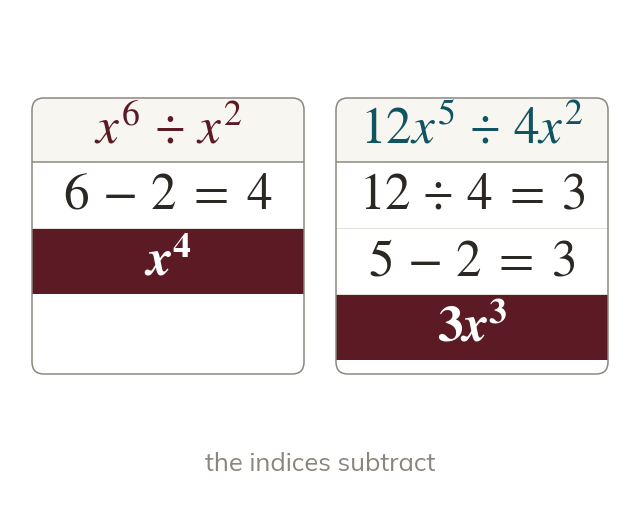 x⁶ ÷ x²
6 − 2 = 4
x⁴
12x⁵ ÷ 4x²
12 ÷ 4 = 3
5 − 2 = 3
3x³
the indices subtract